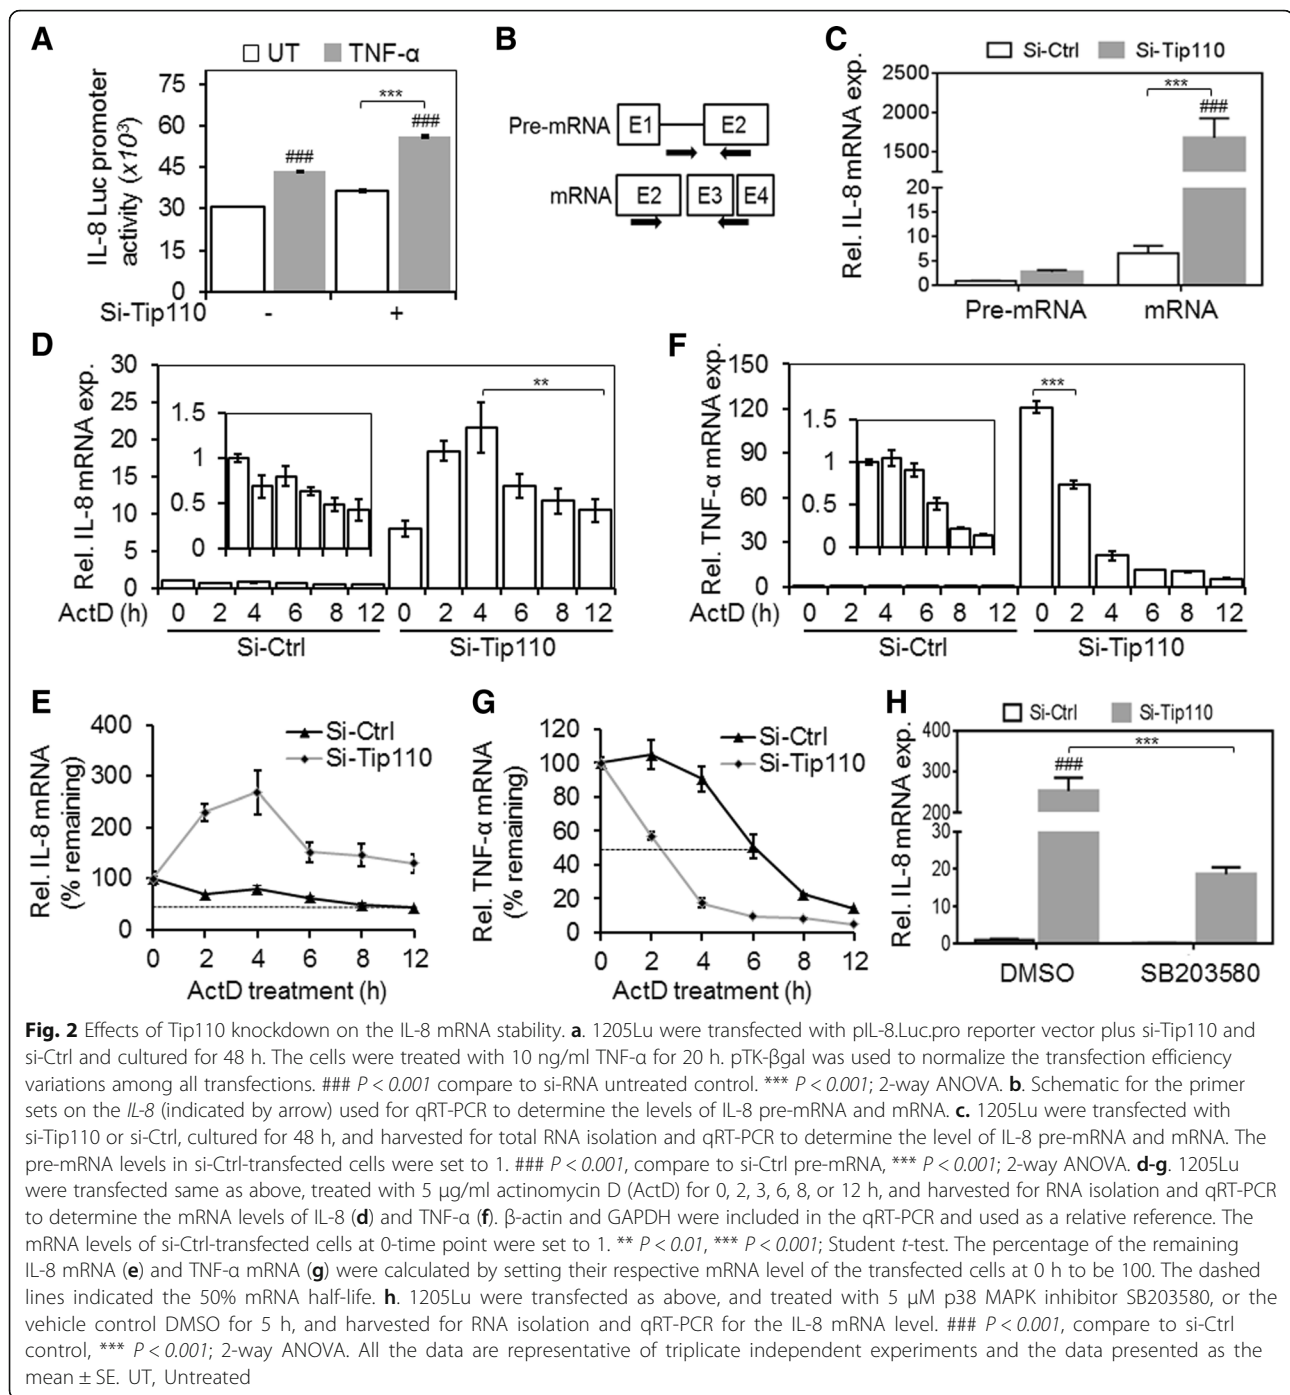 A
UT TNF-α
IL-8 Luc promoter
activity (x10³)
75
60
45
30
15
0
###
***
###
Si-Tip110 - +
B
Pre-mRNA E1 E2
mRNA E2 E3 E4
C
Si-Ctrl Si-Tip110
Rel. IL-8 mRNA exp.
2500
2000
1500
20
15
10
5
0
***
###
Pre-mRNA mRNA
D
Rel. IL-8 mRNA exp.
30
25
20
15
10
5
0
1.5
1
0.5
0
**
ActD (h) 0 2 4 6 8 12 0 2 4 6 8 12
Si-Ctrl Si-Tip110
F
Rel. TNF-α mRNA exp.
150
120
90
60
30
0
1.5
1
0.5
0
***
ActD (h) 0 2 4 6 8 12 0 2 4 6 8 12
Si-Ctrl Si-Tip110
E
Rel. IL-8 mRNA
(% remaining)
400
300
200
100
0
Si-Ctrl
Si-Tip110
0 2 4 6 8 12
ActD treatment (h)
G
Rel. TNF-α mRNA
(% remaining)
120
100
80
60
40
20
0
Si-Ctrl
Si-Tip110
0 2 4 6 8 12
ActD treatment (h)
H
Si-Ctrl Si-Tip110
Rel. IL-8 mRNA exp.
400
300
200
30
20
10
0
###
***
DMSO SB203580
Fig. 2 Effects of Tip110 knockdown on the IL-8 mRNA stability. a. 1205Lu were transfected with pIL-8.Luc.pro reporter vector plus si-Tip110 and
si-Ctrl and cultured for 48 h. The cells were treated with 10 ng/ml TNF-α for 20 h. pTK-βgal was used to normalize the transfection efficiency
variations among all transfections. ### P < 0.001 compare to si-RNA untreated control. *** P < 0.001; 2-way ANOVA. b. Schematic for the primer
sets on the IL-8 (indicated by arrow) used for qRT-PCR to determine the levels of IL-8 pre-mRNA and mRNA. c. 1205Lu were transfected with
si-Tip110 or si-Ctrl, cultured for 48 h, and harvested for total RNA isolation and qRT-PCR to determine the level of IL-8 pre-mRNA and mRNA. The
pre-mRNA levels in si-Ctrl-transfected cells were set to 1. ### P < 0.001, compare to si-Ctrl pre-mRNA, *** P < 0.001; 2-way ANOVA. d-g. 1205Lu
were transfected same as above, treated with 5 μg/ml actinomycin D (ActD) for 0, 2, 3, 6, 8, or 12 h, and harvested for RNA isolation and qRT-PCR
to determine the mRNA levels of IL-8 (d) and TNF-α (f). β-actin and GAPDH were included in the qRT-PCR and used as a relative reference. The
mRNA levels of si-Ctrl-transfected cells at 0-time point were set to 1. ** P < 0.01, *** P < 0.001; Student t-test. The percentage of the remaining
IL-8 mRNA (e) and TNF-α mRNA (g) were calculated by setting their respective mRNA level of the transfected cells at 0 h to be 100. The dashed
lines indicated the 50% mRNA half-life. h. 1205Lu were transfected as above, and treated with 5 μM p38 MAPK inhibitor SB203580, or the
vehicle control DMSO for 5 h, and harvested for RNA isolation and qRT-PCR for the IL-8 mRNA level. ### P < 0.001, compare to si-Ctrl
control, *** P < 0.001; 2-way ANOVA. All the data are representative of triplicate independent experiments and the data presented as the
mean ± SE. UT, Untreated